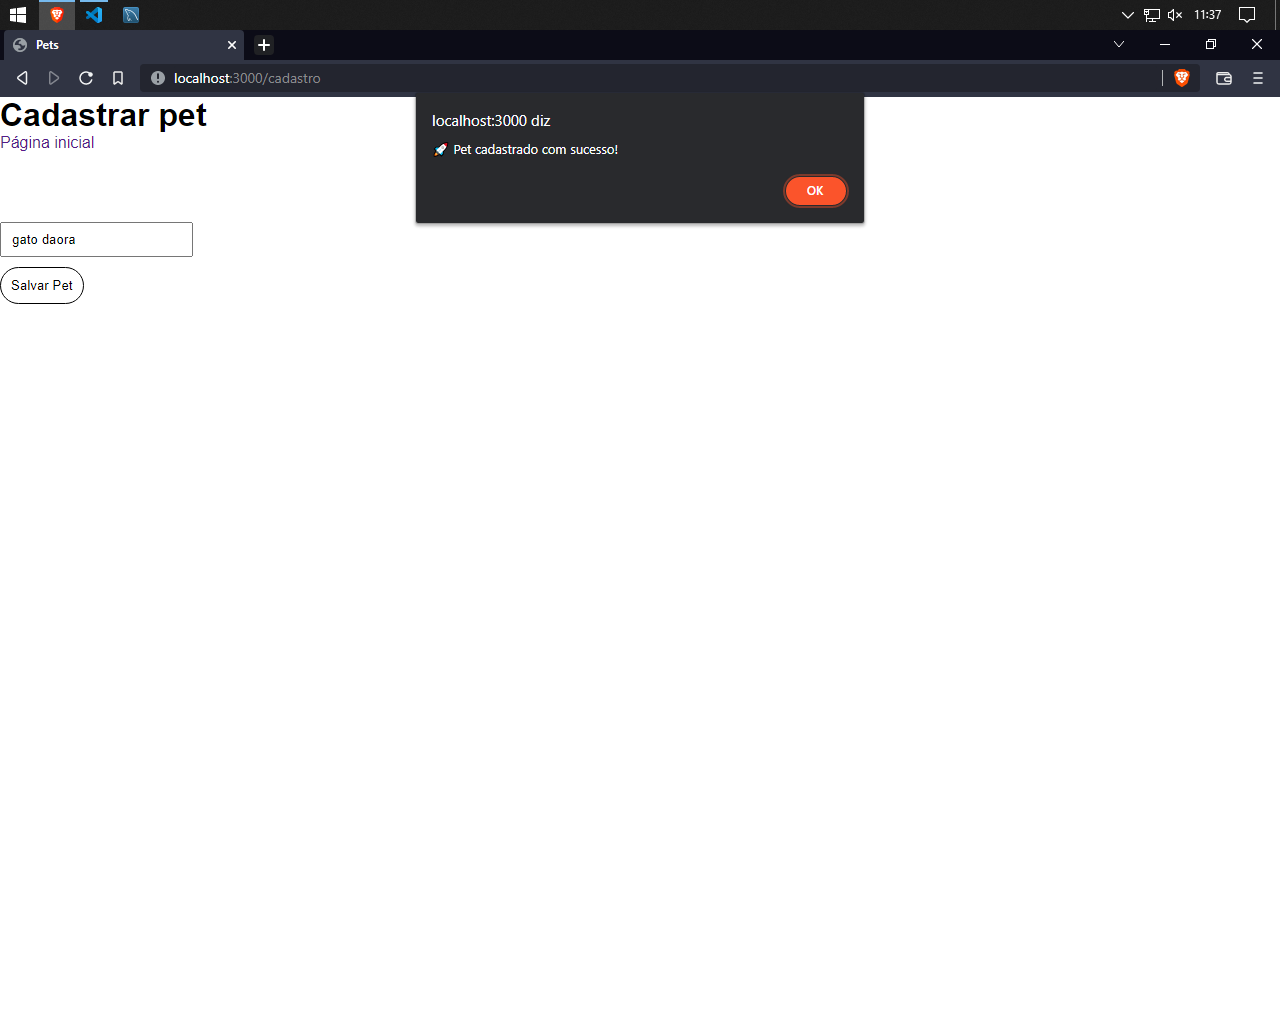 11:37
Pets
localhost:3000/cadastro
Cadastrar pet
Página inicial
localhost:3000 diz
🚀 Pet cadastrado com sucesso!
OK
gato daora
Salvar Pet